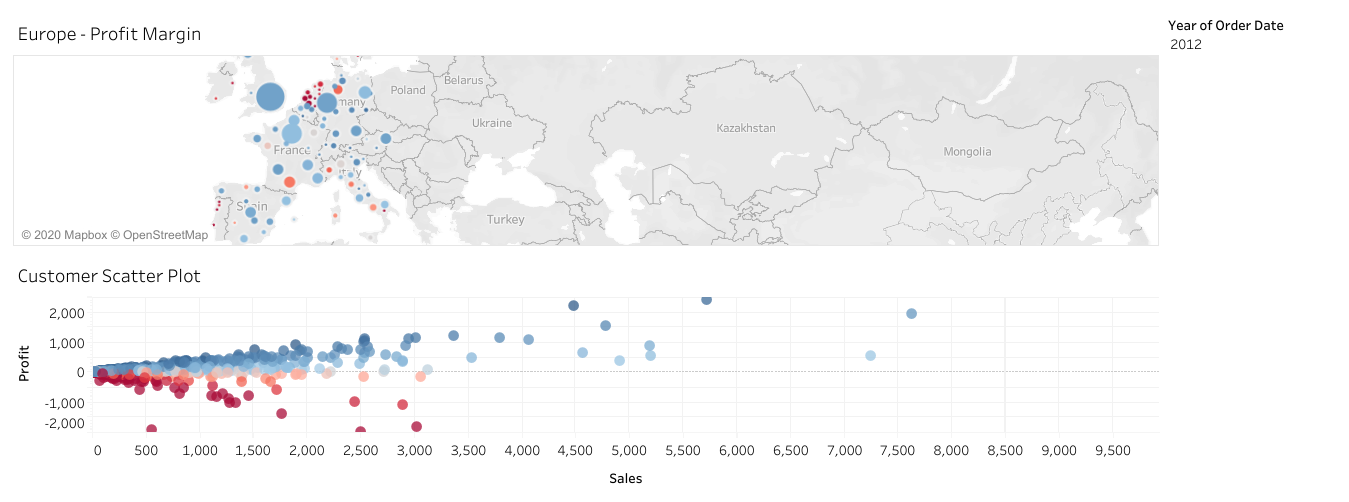 Europe - Profit Margin
Year of Order Date
2012
Belarus
Poland
many
Ukraine
Kazakhstan
Mongolia
France
Spain
Turkey
© 2020 Mapbox © OpenStreetMap
Customer Scatter Plot
Profit
2,000
1,000
0
-1,000
-2,000
0 500 1,000 1,500 2,000 2,500 3,000 3,500 4,000 4,500 5,000 5,500 6,000 6,500 7,000 7,500 8,000 8,500 9,000 9,500
Sales